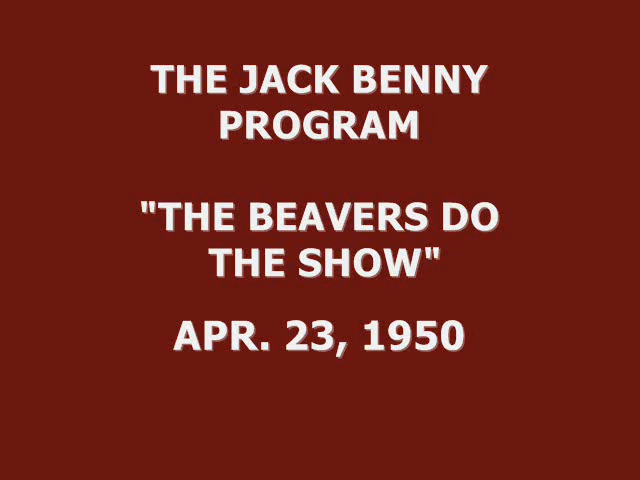 THE JACK BENNY
PROGRAM
"THE BEAVERS DO
THE SHOW"
APR. 23, 1950